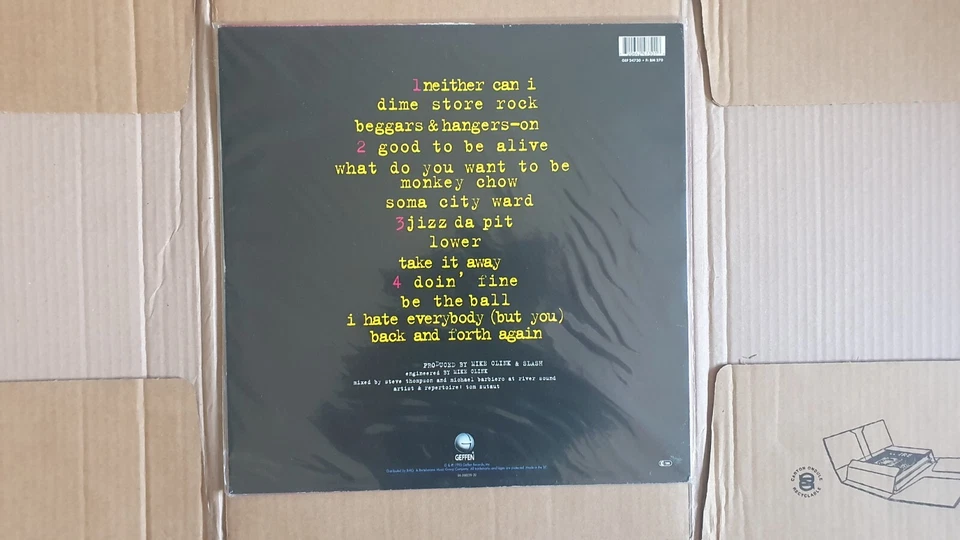 1neither can i
dime store rock
beggars & hangers-on
2 good to be alive
what do you want to be
monkey chow
soma city ward
3jizz da pit
lower
take it away
4 doin' fine
be the ball
i hate everybody (but you)
back and forth again
PRODUCED BY MIKE CLINK & SLASH
engineered BY MIKE CLINK
mixed by steve thompson and michael barbiero at river sound
artist & repertoire: tom zutaut
GEFFEN
CARTON ONDULE
RECYCLABLE